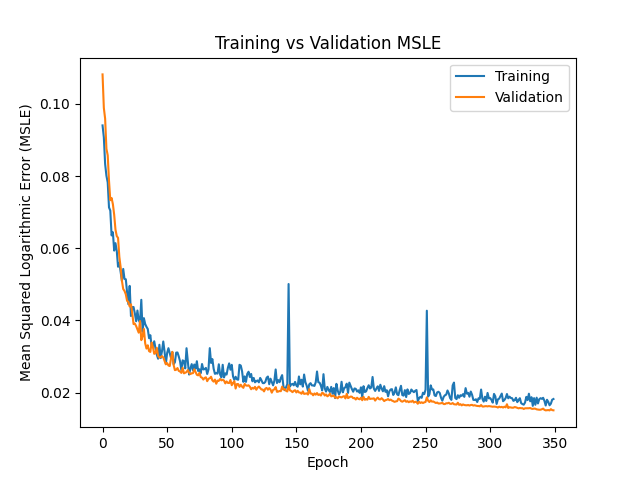 Training vs Validation MSLE
Training
Validation
Mean Squared Logarithmic Error (MSLE)
0.10
0.08
0.06
0.04
0.02
0 50 100 150 200 250 300 350
Epoch